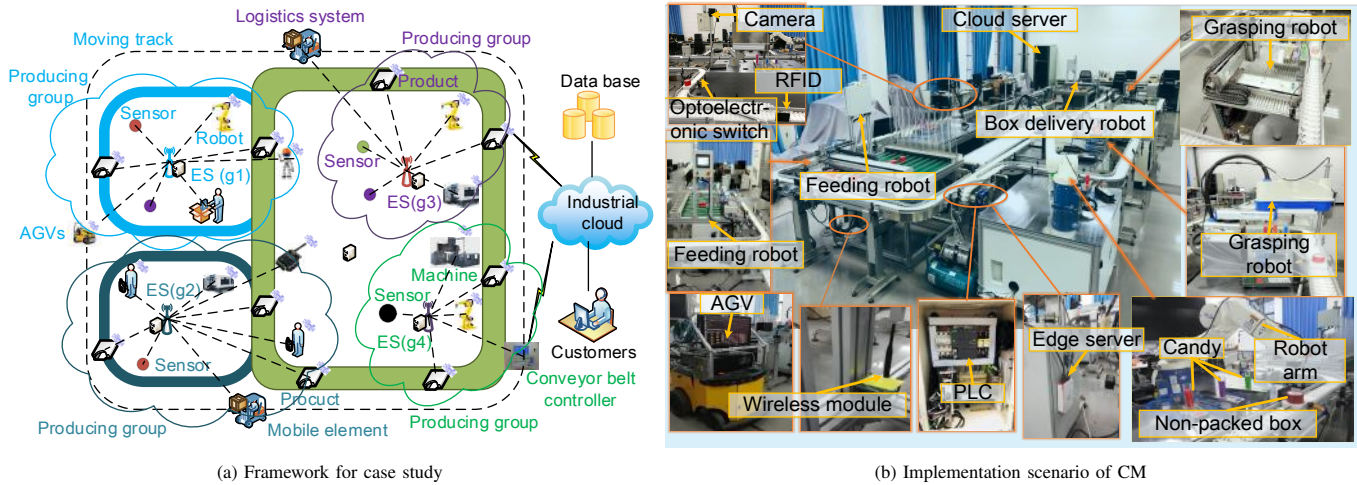 Logistics system
Moving track
Producing group
Producing group
Product
Data base
Sensor
Robot
ES (g1)
Sensor
ES(g3)
AGVs
Industrial
cloud
ES(g2)
Machine
Sensor
ES(g4)
Sensor
Customers
Conveyor belt
controller
Product
Producing group
Mobile element
Producing group
(a) Framework for case study
Camera
Cloud server
Grasping robot
RFID
Optoelectr-
onic switch
Box delivery robot
Feeding robot
Feeding robot
Grasping
robot
AGV
Edge server
Candy
Robot
arm
Wireless module
PLC
Non-packed box
(b) Implementation scenario of CM